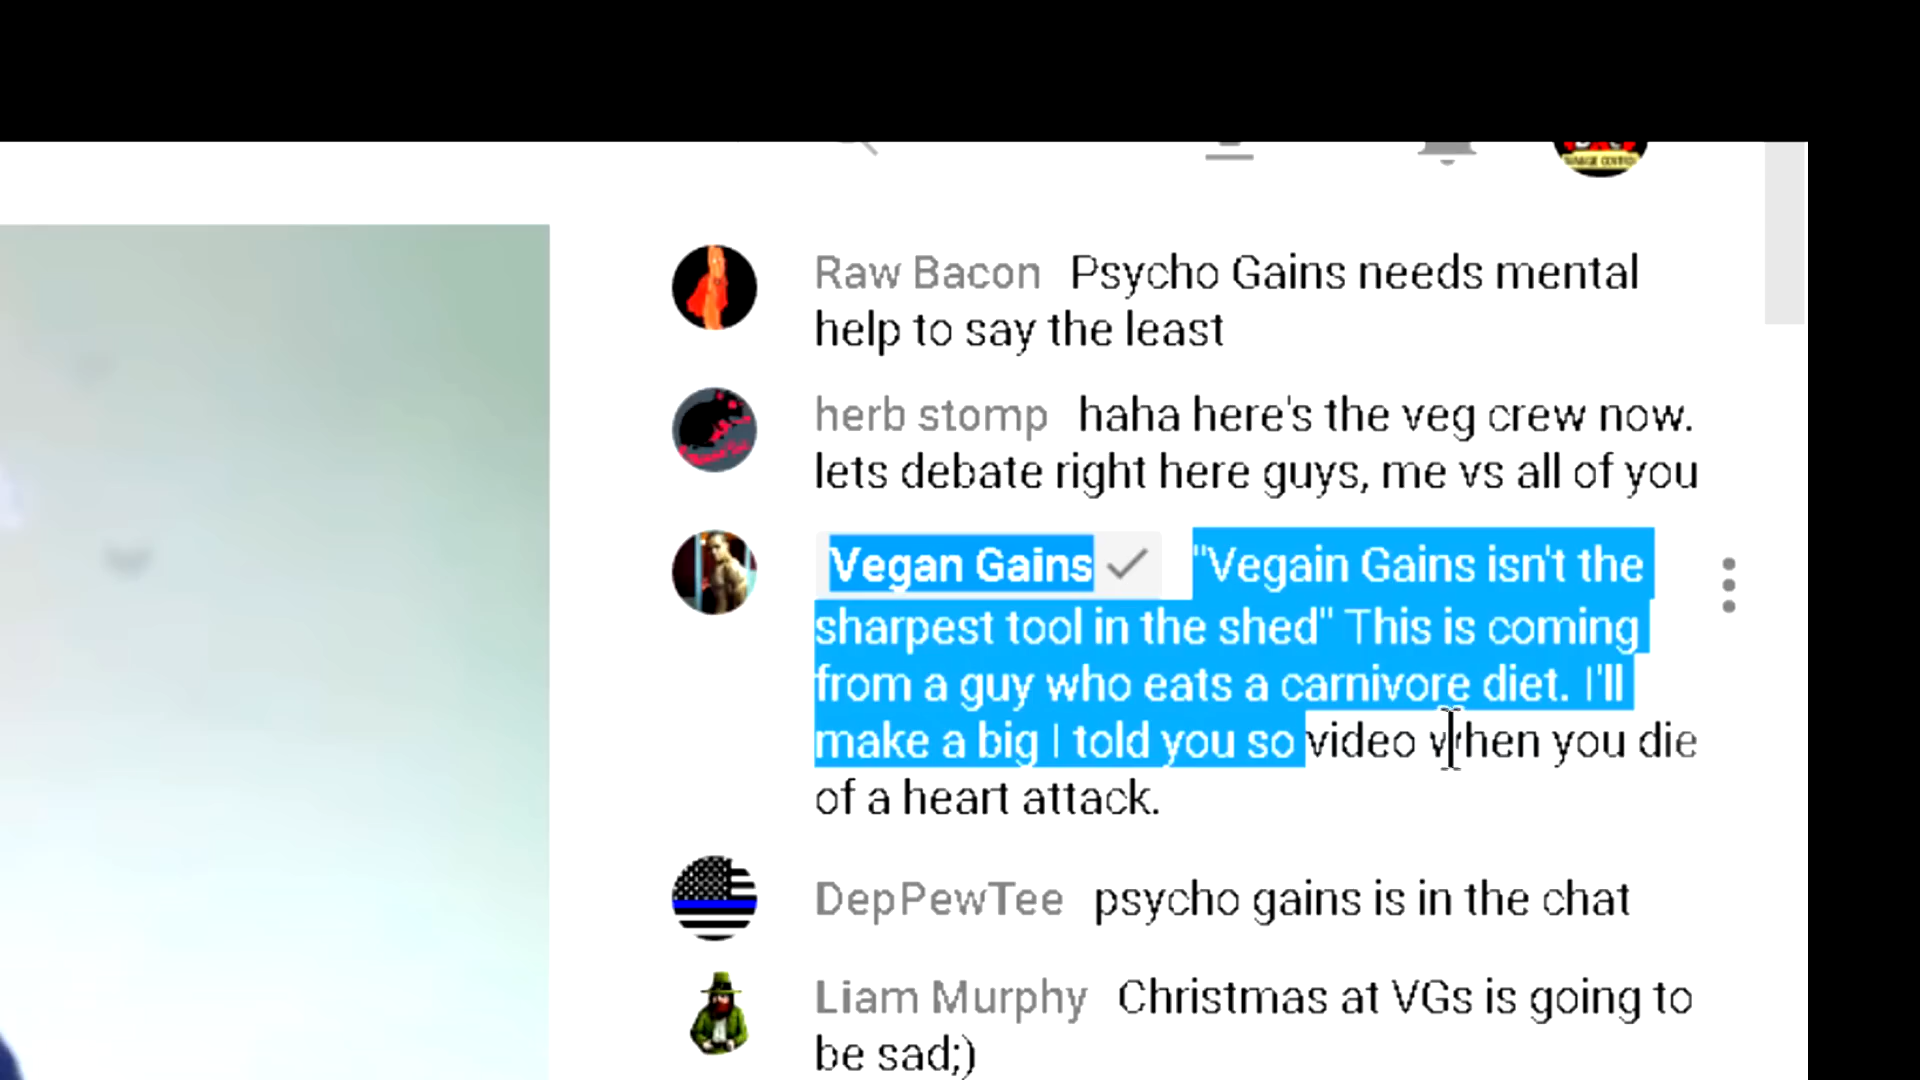 Raw Bacon Psycho Gains needs mental
help to say the least
herb stomp haha here's the veg crew now.
lets debate right here guys, me vs all of you
Vegan Gains "Vegain Gains isn't the
sharpest tool in the shed" This is coming
from a guy who eats a carnivore diet. I'll
make a big I told you so video when you die
of a heart attack.
DepPewTee psycho gains is in the chat
Liam Murphy Christmas at VGs is going to
be sad;)